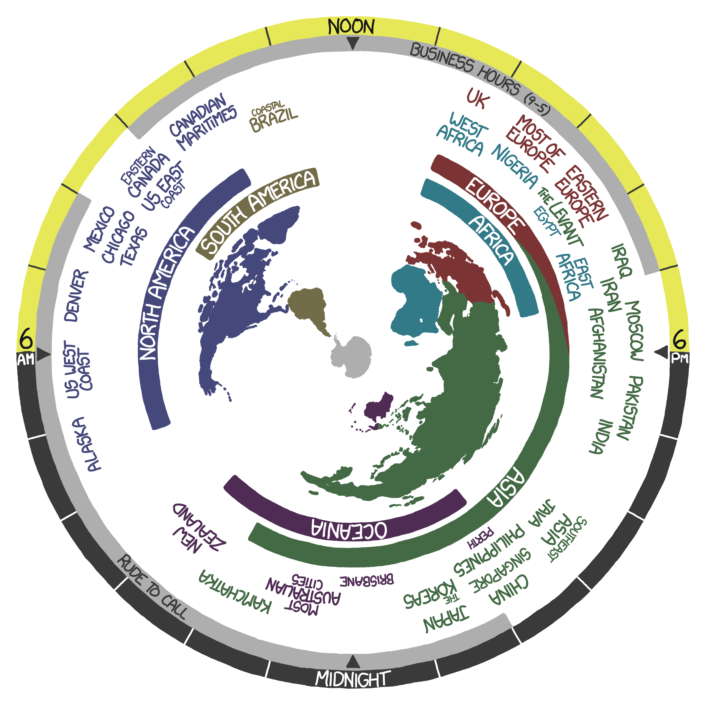 NOON
BUSINESS HOURS (9-5)
UK
MOST OF
EUROPE
EASTERN
EUROPE
WEST
AFRICA
NIGERIA
THE LEVANT
EGYPT
EAST
AFRICA
IRAQ
IRAN
MOSCOW
AFGHANISTAN
PAKISTAN
INDIA
6
PM
EUROPE
AFRICA
ASIA
SOUTHEAST
ASIA
JAVA
PERTH
PHILIPPINES
SINGAPORE
CHINA
THE
KOREAS
JAPAN
BRISBANE
MOST
AUSTRALIAN
CITIES
KAMCHATKA
NEW
ZEALAND
OCEANIA
MIDNIGHT
RUDE TO CALL
ALASKA
US WEST
COAST
6
AM
DENVER
MEXICO
CHICAGO
TEXAS
EASTERN
CANADA
US EAST
COAST
CANADIAN
MARITIMES
COASTAL
BRAZIL
NORTH AMERICA
SOUTH AMERICA